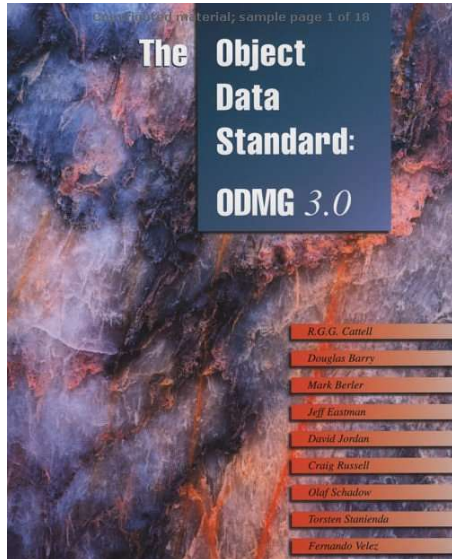 Copyrighted material; sample page 1 of 18
The Object
Data
Standard:
ODMG 3.0
R.G.G. Cattell
Douglas Barry
Mark Berler
Jeff Eastman
David Jordan
Craig Russell
Olaf Schadow
Torsten Stanienda
Fernando Velez